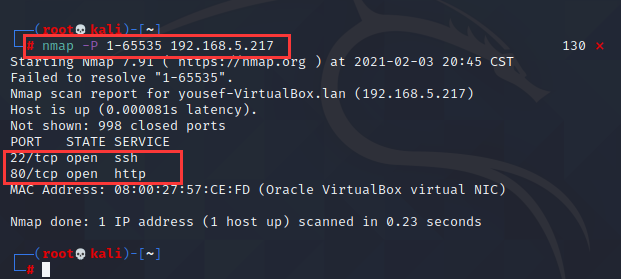 ┌──(root💀kali)-[~]
└─# nmap -P 1-65535 192.168.5.217 130 ⨯
Starting Nmap 7.91 ( https://nmap.org ) at 2021-02-03 20:45 CST
Failed to resolve "1-65535".
Nmap scan report for yousef-VirtualBox.lan (192.168.5.217)
Host is up (0.000081s latency).
Not shown: 998 closed ports
PORT   STATE SERVICE
22/tcp open  ssh
80/tcp open  http
MAC Address: 08:00:27:57:CE:FD (Oracle VirtualBox virtual NIC)

Nmap done: 1 IP address (1 host up) scanned in 0.23 seconds

┌──(root💀kali)-[~]
└─#